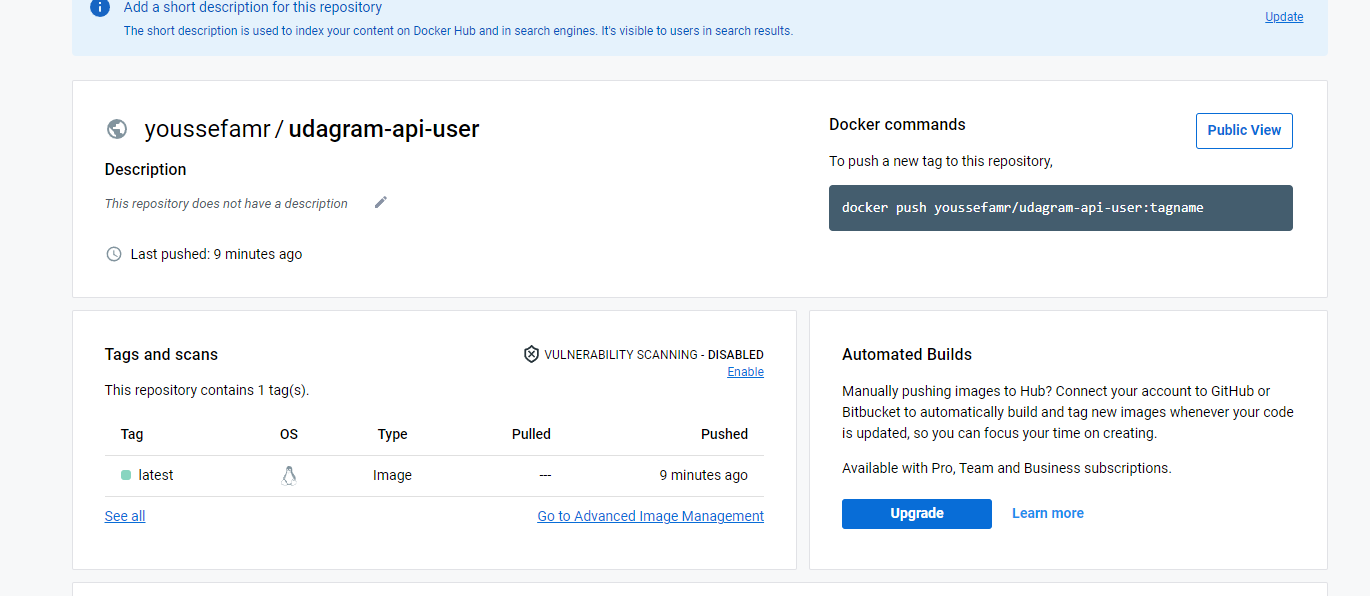 Add a short description for this repository
Update
The short description is used to index your content on Docker Hub and in search engines. It's visible to users in search results.
youssefamr / udagram-api-user
Description
This repository does not have a description
Last pushed: 9 minutes ago
Docker commands
Public View
To push a new tag to this repository,
docker push youssefamr/udagram-api-user:tagname
Tags and scans
VULNERABILITY SCANNING - DISABLED
Enable
This repository contains 1 tag(s).
Tag OS Type Pulled Pushed
latest Image --- 9 minutes ago
See all
Go to Advanced Image Management
Automated Builds
Manually pushing images to Hub? Connect your account to GitHub or
Bitbucket to automatically build and tag new images whenever your code
is updated, so you can focus your time on creating.
Available with Pro, Team and Business subscriptions.
Upgrade
Learn more